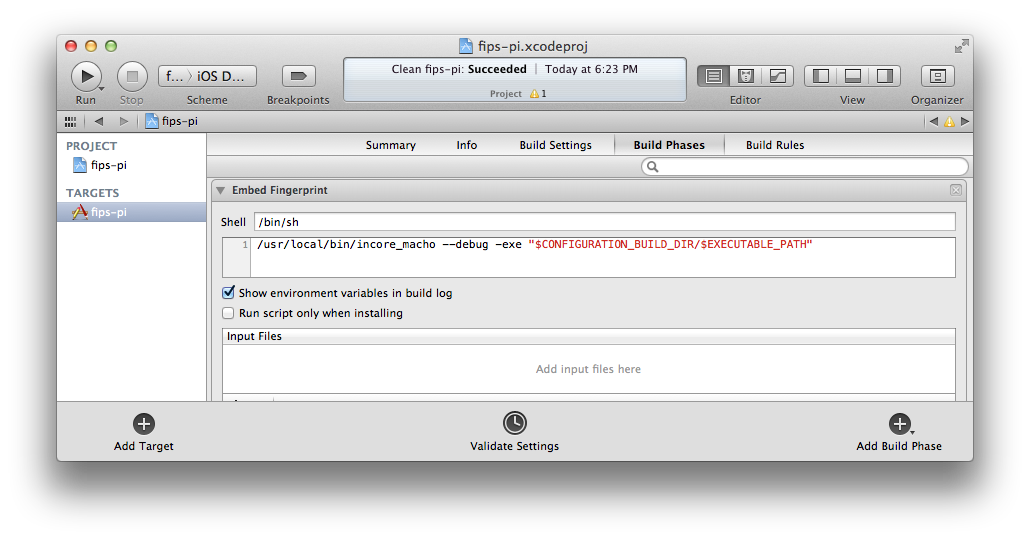 fips-pi.xcodeproj
Run
Stop
f... › iOS D...
Scheme
Breakpoints
Clean fips-pi: Succeeded | Today at 6:23 PM
Project 1
Editor
View
Organizer
fips-pi
PROJECT
fips-pi
TARGETS
fips-pi
Summary Info Build Settings Build Phases Build Rules
Embed Fingerprint
Shell /bin/sh
1 /usr/local/bin/incore_macho --debug -exe "$CONFIGURATION_BUILD_DIR/$EXECUTABLE_PATH"
Show environment variables in build log
Run script only when installing
Input Files
Add input files here
Add Target
Validate Settings
Add Build Phase